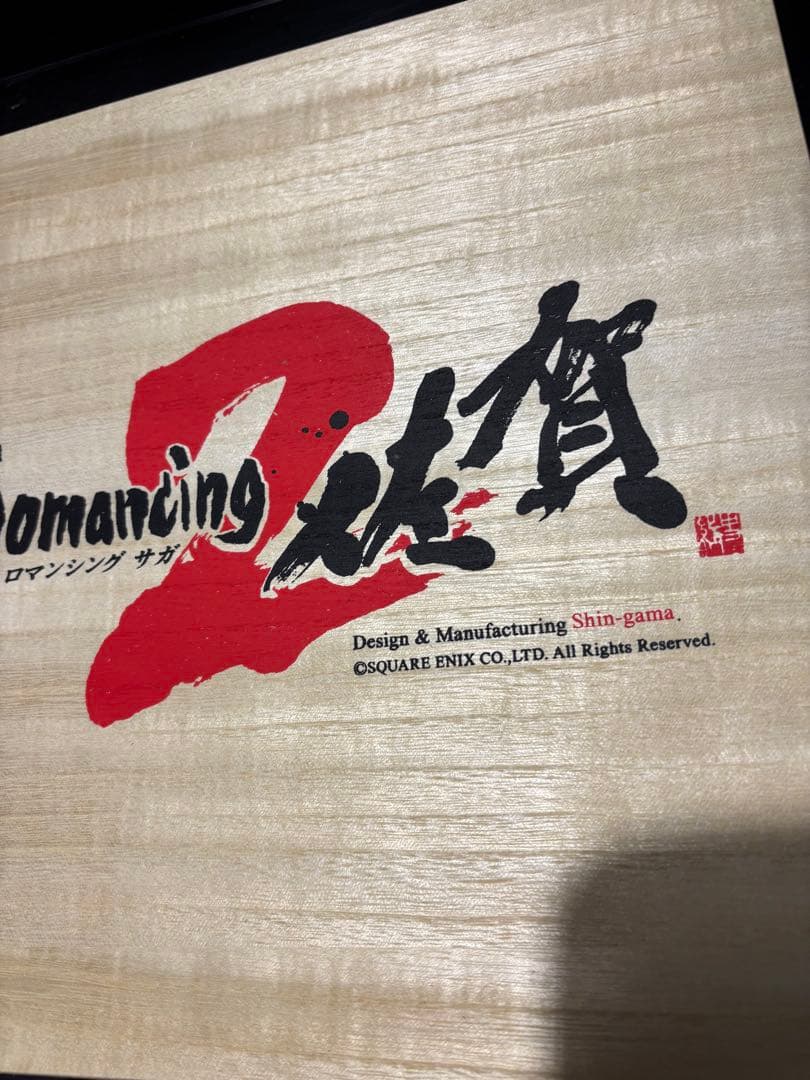 Romancing 2 佐賀
ロマンシング サガ
Design & Manufacturing Shin-gama.
©SQUARE ENIX CO.,LTD. All Rights Reserved.